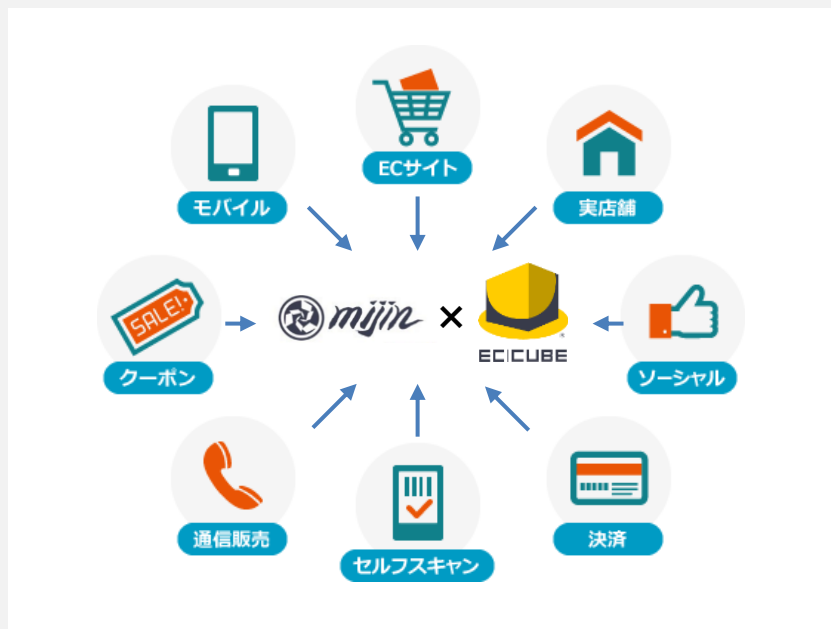 ECサイト
モバイル
実店舗
SALE!
mijin × EC CUBE
クーポン
ソーシャル
通信販売
セルフスキャン
決済